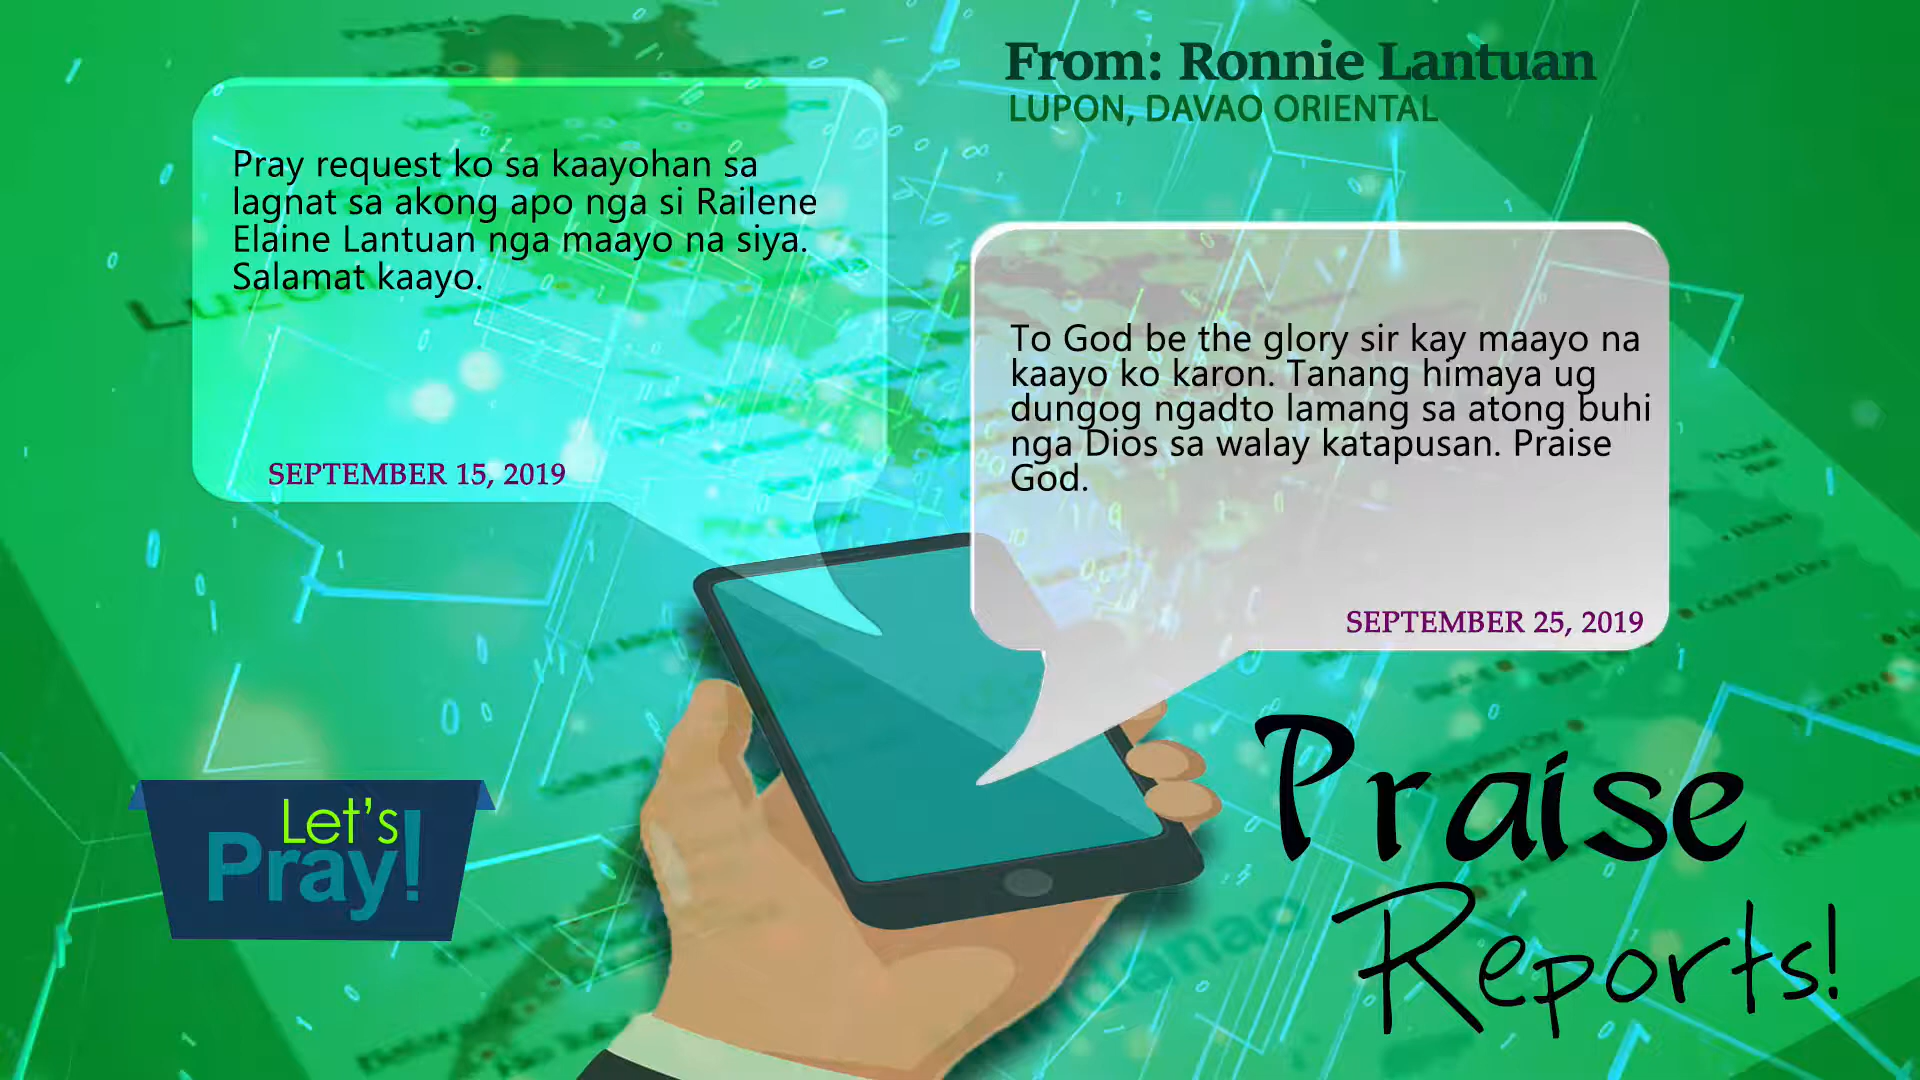 From: Ronnie Lantuan
LUPON, DAVAO ORIENTAL
Pray request ko sa kaayohan sa
lagnat sa akong apo nga si Railene
Elaine Lantuan nga maayo na siya.
Salamat kaayo.
SEPTEMBER 15, 2019
To God be the glory sir kay maayo na
kaayo ko karon. Tanang himaya ug
dungog ngadto lamang sa atong buhi
nga Dios sa walay katapusan. Praise
God.
SEPTEMBER 25, 2019
Let's
Pray!
Praise
Reports!